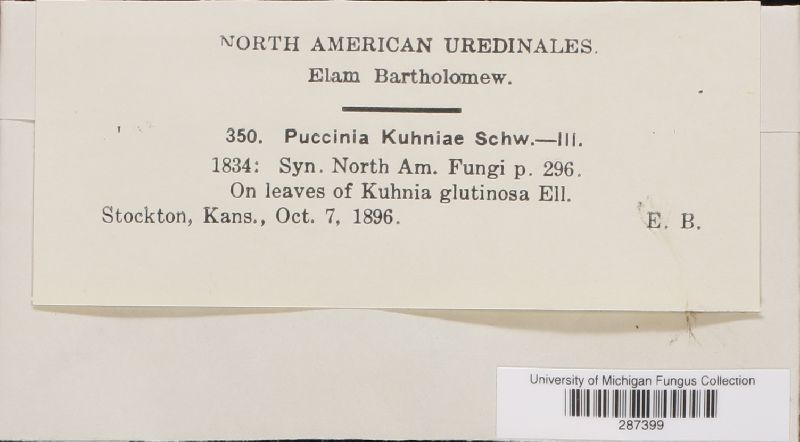 NORTH AMERICAN UREDINALES.
Elam Bartholomew.
350. Puccinia Kuhniae Schw.—III.
1834: Syn. North Am. Fungi p. 296.
On leaves of Kuhnia glutinosa Ell.
Stockton, Kans., Oct. 7, 1896. E. B.
University of Michigan Fungus Collection
287399